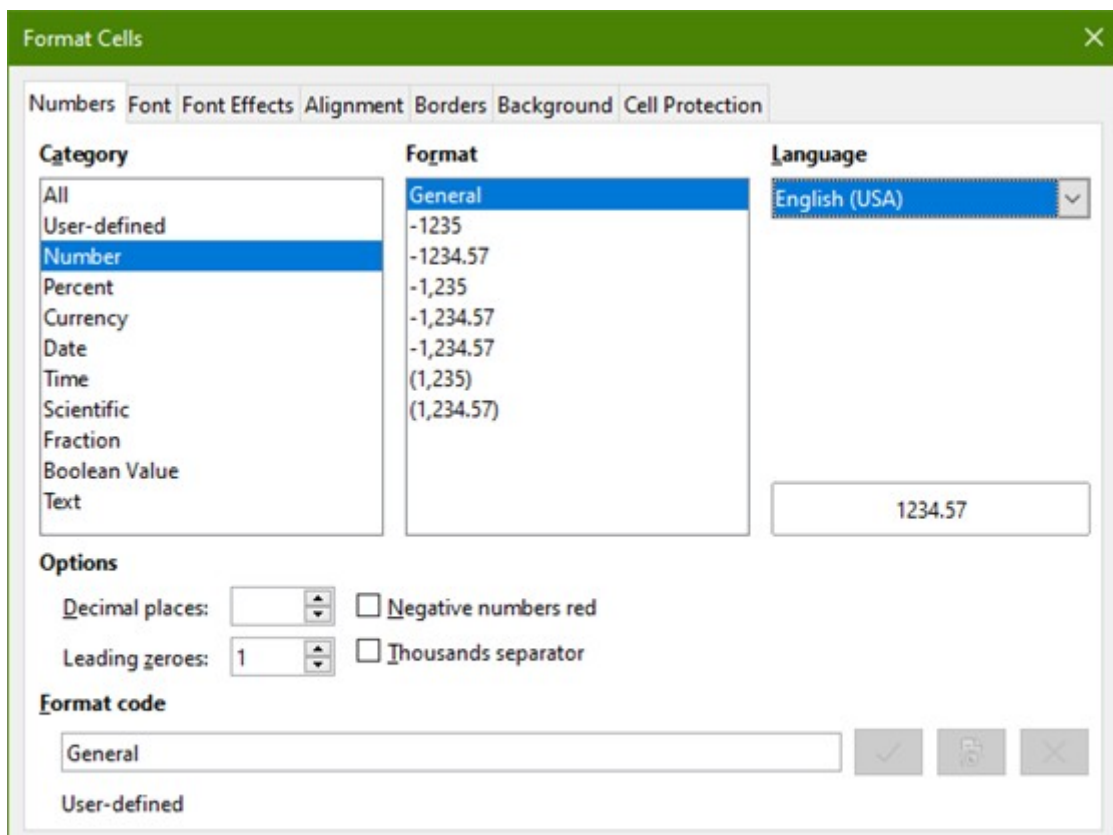 Format Cells
Numbers Font Font Effects Alignment Borders Background Cell Protection
Category
All
User-defined
Number
Percent
Currency
Date
Time
Scientific
Fraction
Boolean Value
Text
Format
General
-1235
-1234.57
-1,235
-1,234.57
-1,234.57
(1,235)
(1,234.57)
Language
English (USA)
1234.57
Options
Decimal places:
Negative numbers red
Leading zeroes: 1
Thousands separator
Format code
General
User-defined